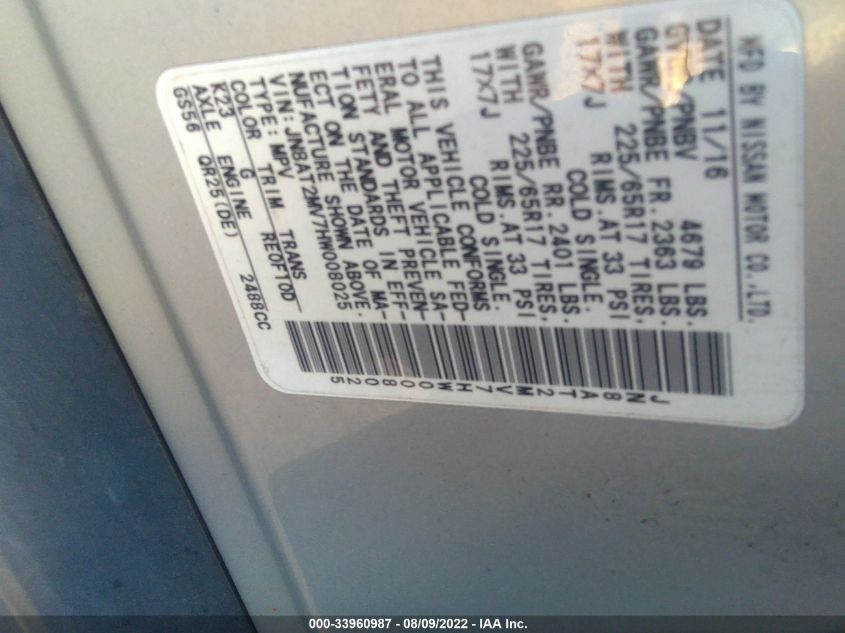 MFD BY NISSAN MOTOR CO.,LTD.
DATE 11/16
PNBV 4679 LBS.
GAWR/PNBE FR. 2363 LBS.
WITH 225/65R17 TIRES,
17X7J RIMS.AT 33 PSI
COLD SINGLE.
GAWR/PNBE RR. 2401 LBS.
WITH 225/65R17 TIRES,
17X7J RIMS.AT 33 PSI
COLD SINGLE.
THIS VEHICLE CONFORMS
TO ALL APPLICABLE FED-
ERAL MOTOR VEHICLE SA-
FETY AND THEFT PREVEN-
TION STANDARDS IN EFF-
ECT ON THE DATE OF MA-
NUFACTURE SHOWN ABOVE.
VIN: JN8AT2MV7HW008025
TYPE: MPV
COLOR TRIM TRANS
K23 G RE0F10D
AXLE ENGINE
GS56 QR25(DE) 2488CC
JN8AT2MV7HW008025
000-33960987 - 08/09/2022 - IAA Inc.